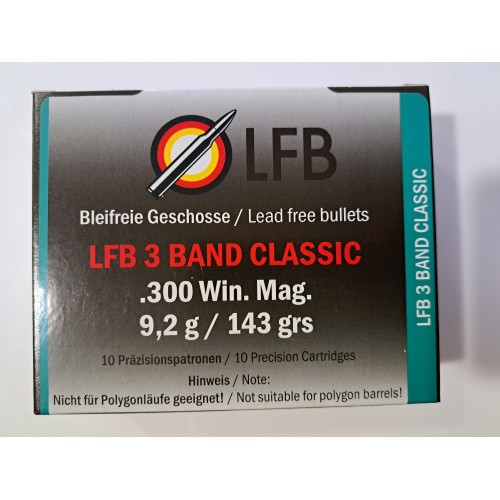 LFB
Bleifreie Geschosse / Lead free bullets
LFB 3 BAND CLASSIC
.300 Win. Mag.
9,2 g / 143 grs
10 Präzisionspatronen / 10 Precision Cartridges
Hinweis / Note:
Nicht für Polygonläufe geeignet! / Not suitable for polygon barrels!
LFB 3 BAND CLASSIC